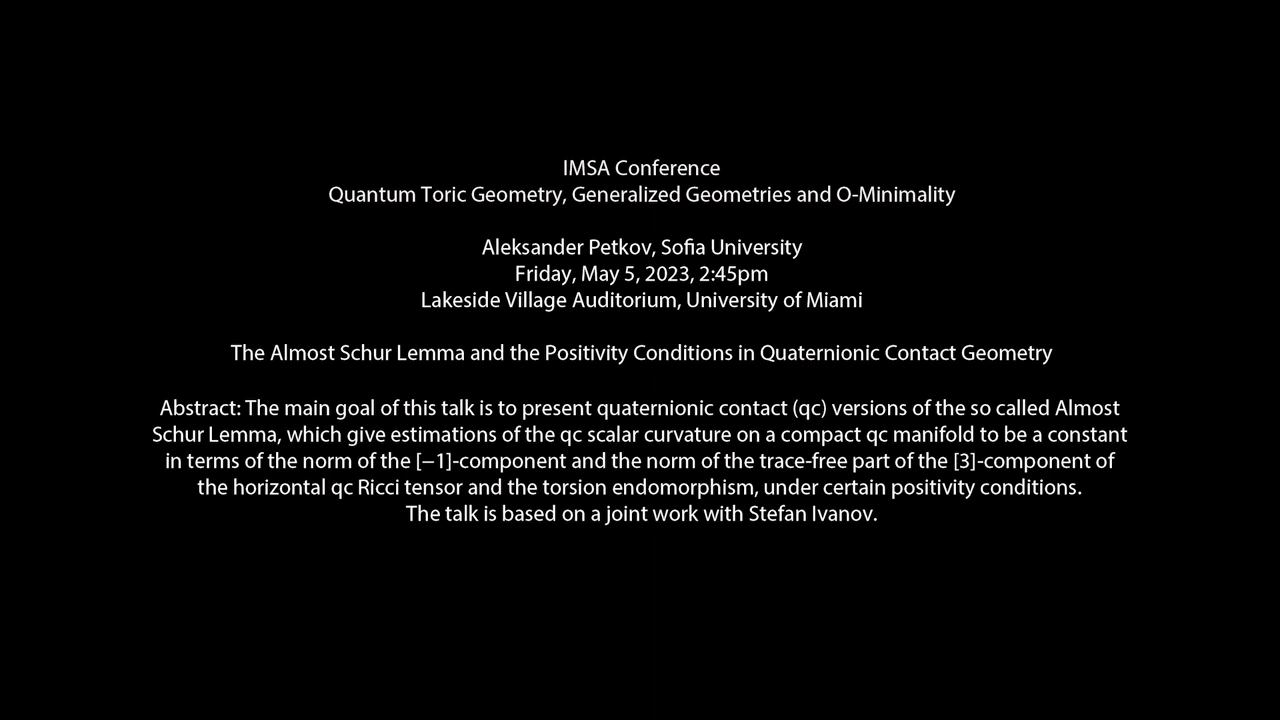 IMSA Conference
Quantum Toric Geometry, Generalized Geometries and O-Minimality
Aleksander Petkov, Sofia University
Friday, May 5, 2023, 2:45pm
Lakeside Village Auditorium, University of Miami
The Almost Schur Lemma and the Positivity Conditions in Quaternionic Contact Geometry
Abstract: The main goal of this talk is to present quaternionic contact (qc) versions of the so called Almost
Schur Lemma, which give estimations of the qc scalar curvature on a compact qc manifold to be a constant
in terms of the norm of the [−1]-component and the norm of the trace-free part of the [3]-component of
the horizontal qc Ricci tensor and the torsion endomorphism, under certain positivity conditions.
The talk is based on a joint work with Stefan Ivanov.